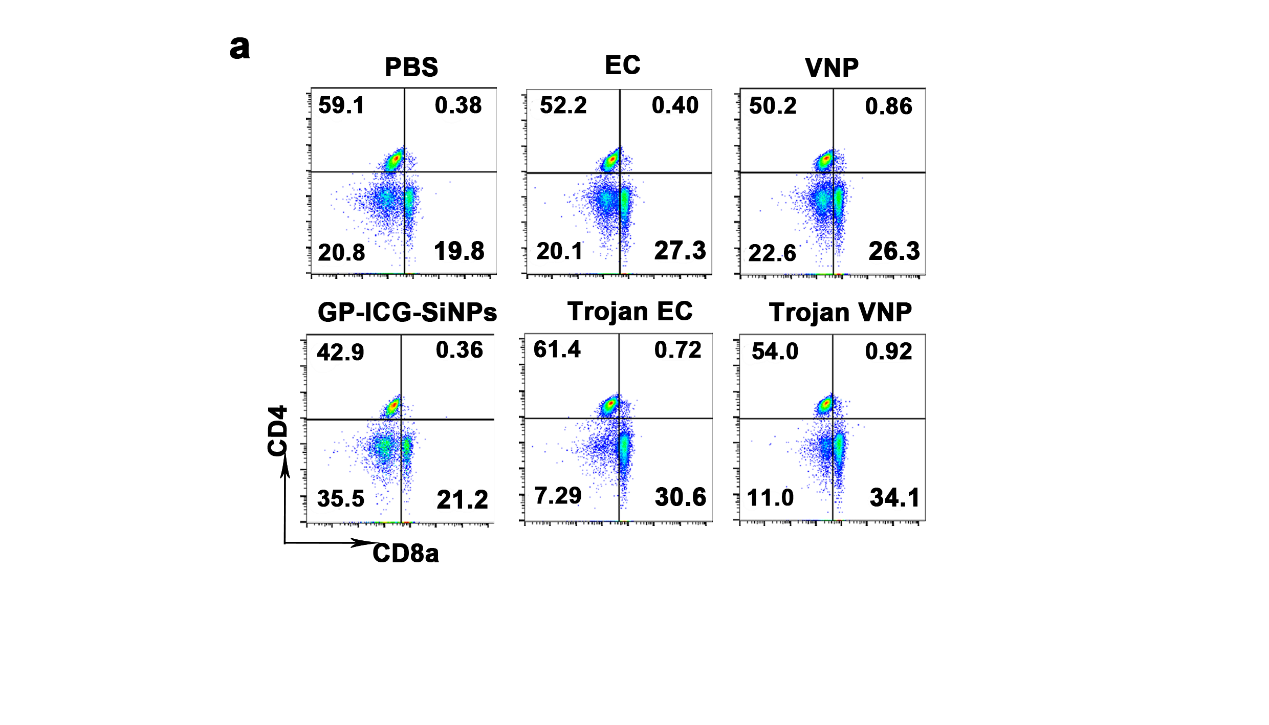 a
PBS
EC
VNP
59.1 0.38
52.2 0.40
50.2 0.86
20.8 19.8
20.1 27.3
22.6 26.3
GP-ICG-SiNPs
Trojan EC
Trojan VNP
42.9 0.36
61.4 0.72
54.0 0.92
35.5 21.2
7.29 30.6
11.0 34.1
CD4
CD8a